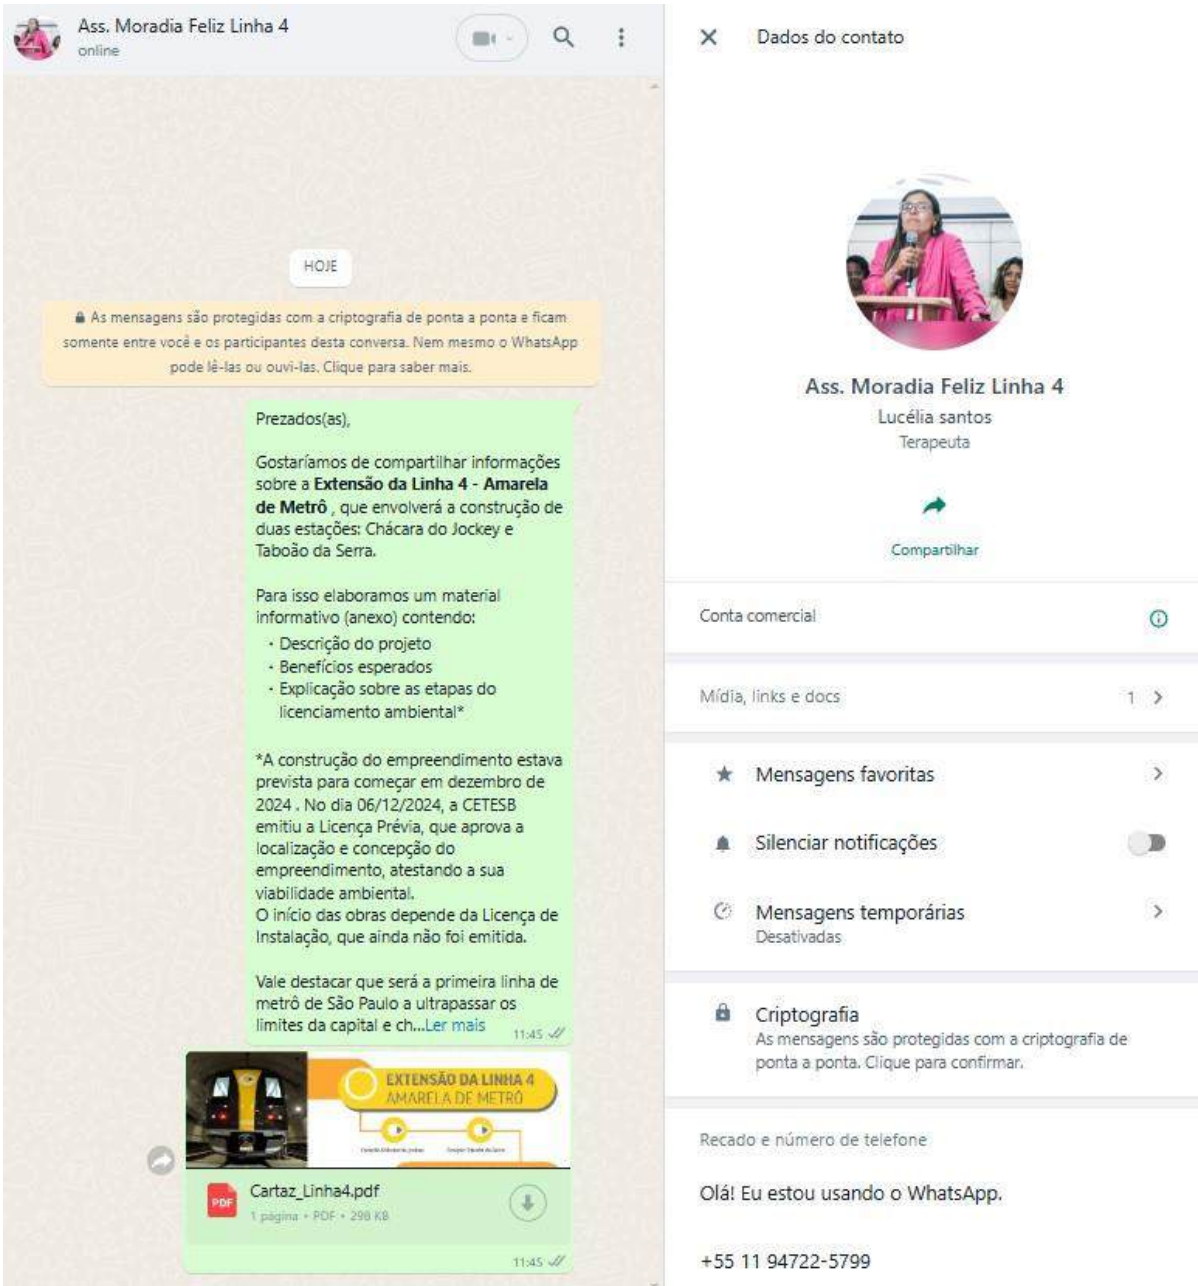 Ass. Moradia Feliz Linha 4
online
HOJE
As mensagens são protegidas com a criptografia de ponta a ponta e ficam
somente entre você e os participantes desta conversa. Nem mesmo o WhatsApp
pode lê-las ou ouvi-las. Clique para saber mais.
Prezados(as),
Gostaríamos de compartilhar informações
sobre a Extensão da Linha 4 - Amarela
de Metrô , que envolverá a construção de
duas estações: Chácara do Jockey e
Taboão da Serra.
Para isso elaboramos um material
informativo (anexo) contendo:
• Descrição do projeto
• Benefícios esperados
• Explicação sobre as etapas do
licenciamento ambiental*
*A construção do empreendimento estava
prevista para começar em dezembro de
2024 . No dia 06/12/2024, a CETESB
emitiu a Licença Prévia, que aprova a
localização e concepção do
empreendimento, atestando a sua
viabilidade ambiental.
O início das obras depende da Licença de
Instalação, que ainda não foi emitida.
Vale destacar que será a primeira linha de
metrô de São Paulo a ultrapassar os
limites da capital e ch...Ler mais
11:45
EXTENSÃO DA LINHA 4
AMARELA DE METRÔ
PDF
Cartaz_Linha4.pdf
1 página • PDF • 298 KB
11:45
Dados do contato
Ass. Moradia Feliz Linha 4
Lucélia santos
Terapeuta
Compartilhar
Conta comercial
Mídia, links e docs
1
Mensagens favoritas
Silenciar notificações
Mensagens temporárias
Desativadas
Criptografia
As mensagens são protegidas com a criptografia de
ponta a ponta. Clique para confirmar.
Recado e número de telefone
Olá! Eu estou usando o WhatsApp.
+55 11 94722-5799